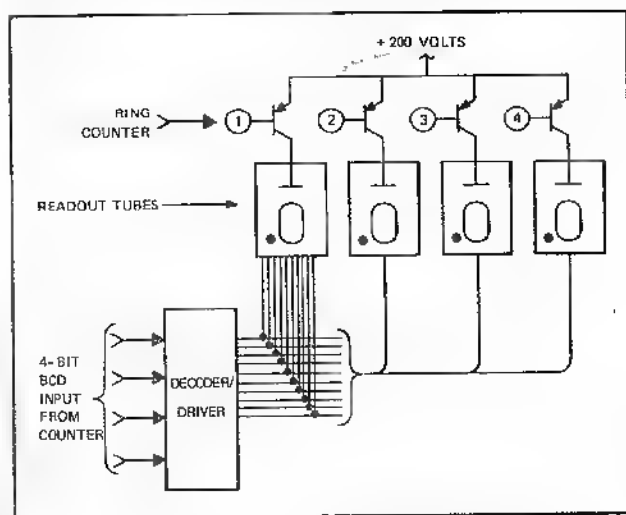 +200 VOLTS
RING
COUNTER
1
2
3
4
READOUT TUBES
0
0
0
0
4-BIT
BCD
INPUT
FROM
COUNTER
DECODER/
DRIVER